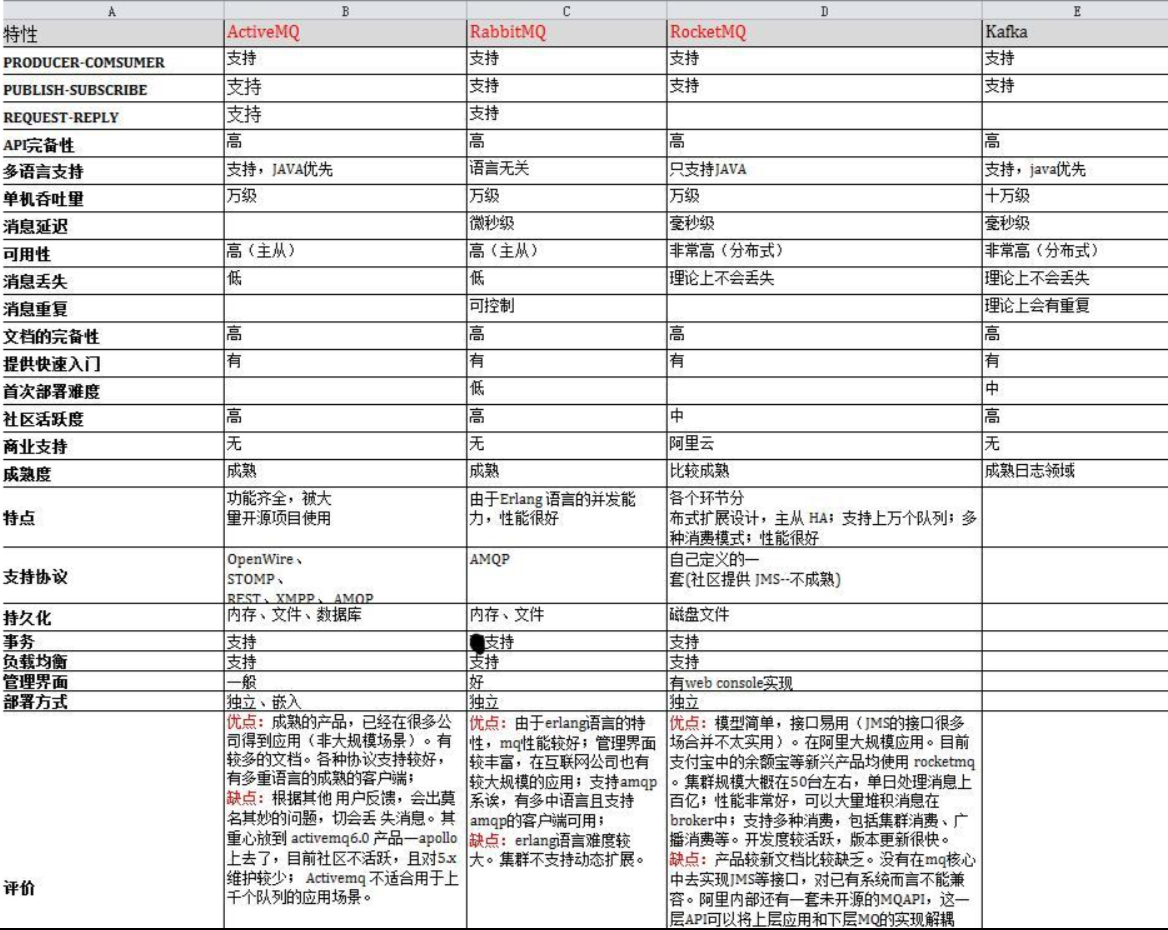 A B C D E
特性 ActiveMQ RabbitMQ RocketMQ Kafka
PRODUCER-COMSUMER 支持 支持 支持 支持
PUBLISH-SUBSCRIBE 支持 支持 支持 支持
REQUEST-REPLY 支持 支持
API完备性 高 高 高 高
多语言支持 支持，JAVA优先 语言无关 只支持JAVA 支持，java优先
单机吞吐量 万级 万级 万级 十万级
消息延迟 微秒级 毫秒级 毫秒级
可用性 高（主从） 高（主从） 非常高（分布式） 非常高（分布式）
消息丢失 低 低 理论上不会丢失 理论上不会丢失
消息重复 可控制 理论上会有重复
文档的完备性 高 高 高 高
提供快速入门 有 有 有 有
首次部署难度 低 中
社区活跃度 高 高 中 高
商业支持 无 无 阿里云 无
成熟度 成熟 成熟 比较成熟 成熟日志领域
特点
功能齐全，被大
量开源项目使用
由于Erlang 语言的并发能
力，性能很好
各个环节分
布式扩展设计，主从 HA；支持上万个队列；多
种消费模式；性能很好
支持协议
OpenWire、
STOMP、
REST、XMPP、 AMQP
AMQP
自己定义的一
套(社区提供 JMS--不成熟)
持久化 内存、文件、数据库 内存、文件 磁盘文件
事务 支持 支持 支持
负载均衡 支持 支持 支持
管理界面 一般 好 有web console实现
部署方式 独立、嵌入 独立 独立
评价
优点：成熟的产品，已经在很多公
司得到应用（非大规模场景）。有
较多的文档。各种协议支持较好，
有多重语言的成熟的客户端；
缺点：根据其他 用户反馈，会出莫
名其妙的问题，切会丢 失消息。其
重心放到 activemq6.0 产品—apollo
上去了，目前社区不活跃，且对5.x
维护较少； Activemq 不适合用于上
千个队列的应用场景。
优点：由于erlang语言的特
性，mq性能较好；管理界面
较丰富，在互联网公司也有
较大规模的应用；支持amqp
系诶，有多中语言且支持
amqp的客户端可用；
缺点：erlang语言难度较
大。集群不支持动态扩展。
优点：模型简单，接口易用（JMS的接口很多
场合并不太实用）。在阿里大规模应用。目前
支付宝中的余额宝等新兴产品均使用 rocketmq
。集群规模大概在50台左右，单日处理消息上
百亿；性能非常好，可以大量堆积消息在
broker中；支持多种消费，包括集群消费、广
播消费等。开发度较活跃，版本更新很快。
缺点：产品较新文档比较缺乏。没有在mq核心
中去实现JMS等接口，对已有系统而言不能兼
容。阿里内部还有一套未开源的MQAPI，这一
层API可以将上层应用和下层MQ的实现解耦